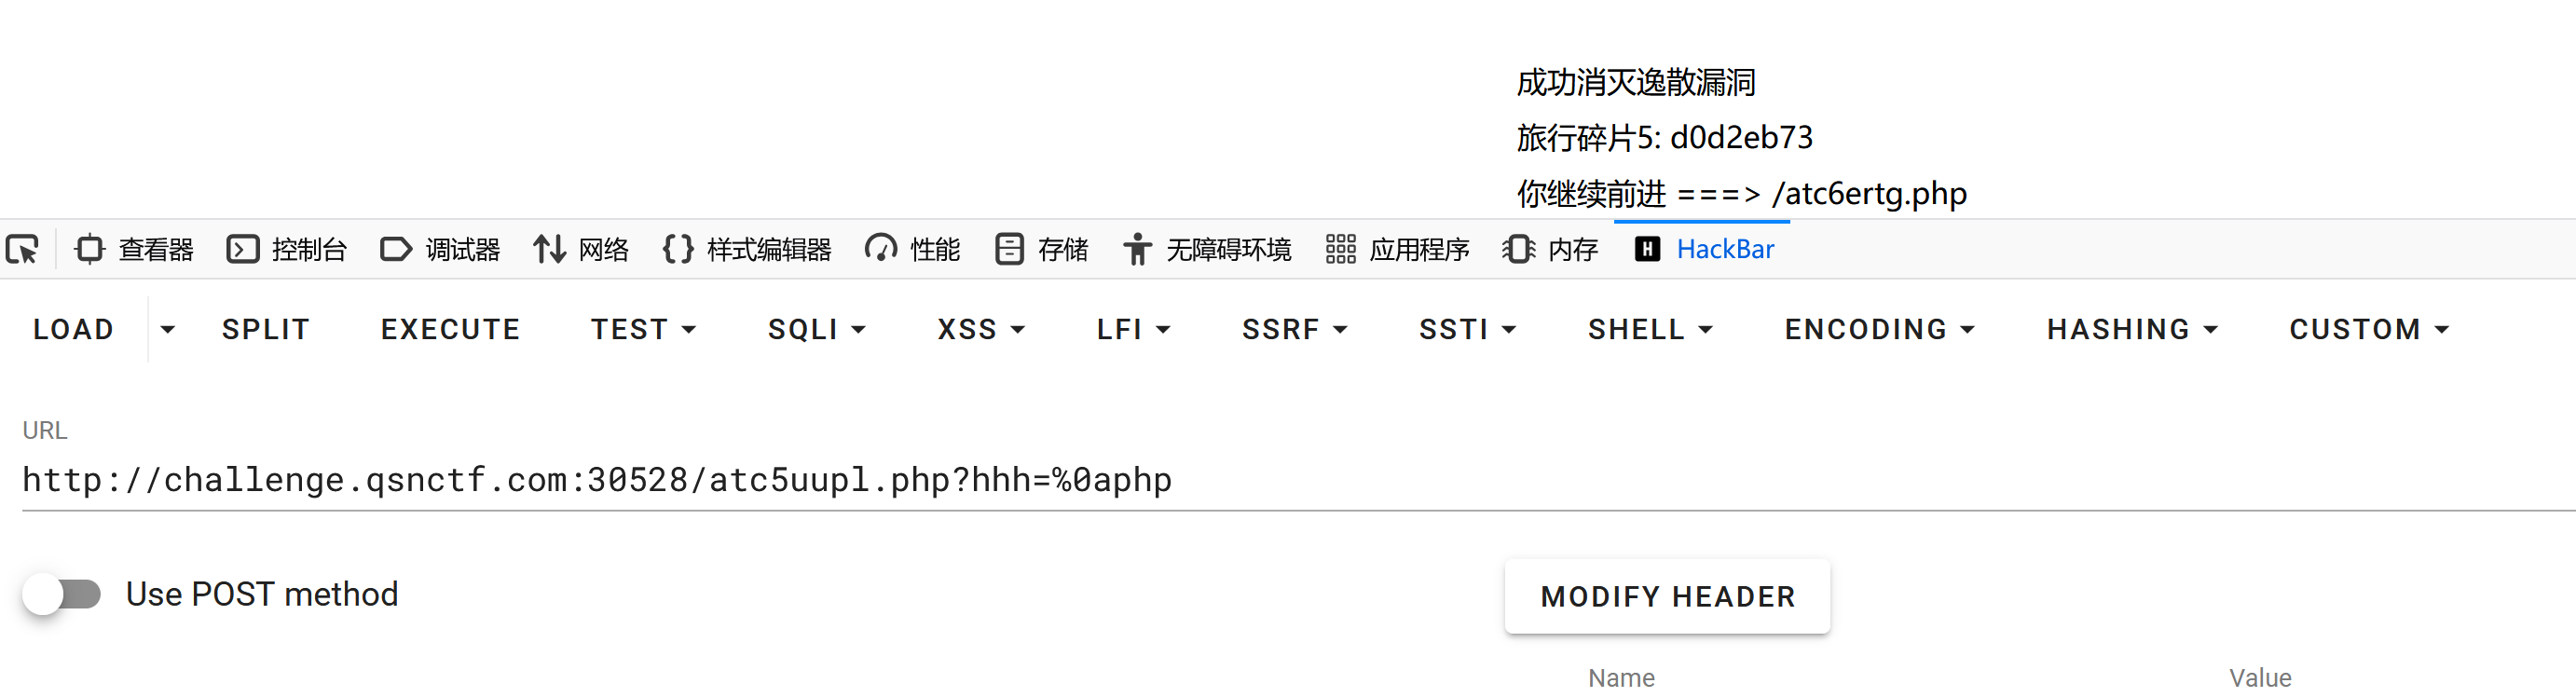 成功消灭逸散漏洞
旅行碎片5: d0d2eb73
你继续前进 ===> /atc6ertg.php
查看器 控制台 调试器 网络 样式编辑器 性能 存储 无障碍环境 应用程序 内存 HackBar
LOAD SPLIT EXECUTE TEST SQLI XSS LFI SSRF SSTI SHELL ENCODING HASHING CUSTOM
URL
http://challenge.qsnctf.com:30528/atc5uupl.php?hhh=%0aphp
Use POST method MODIFY HEADER
Name Value